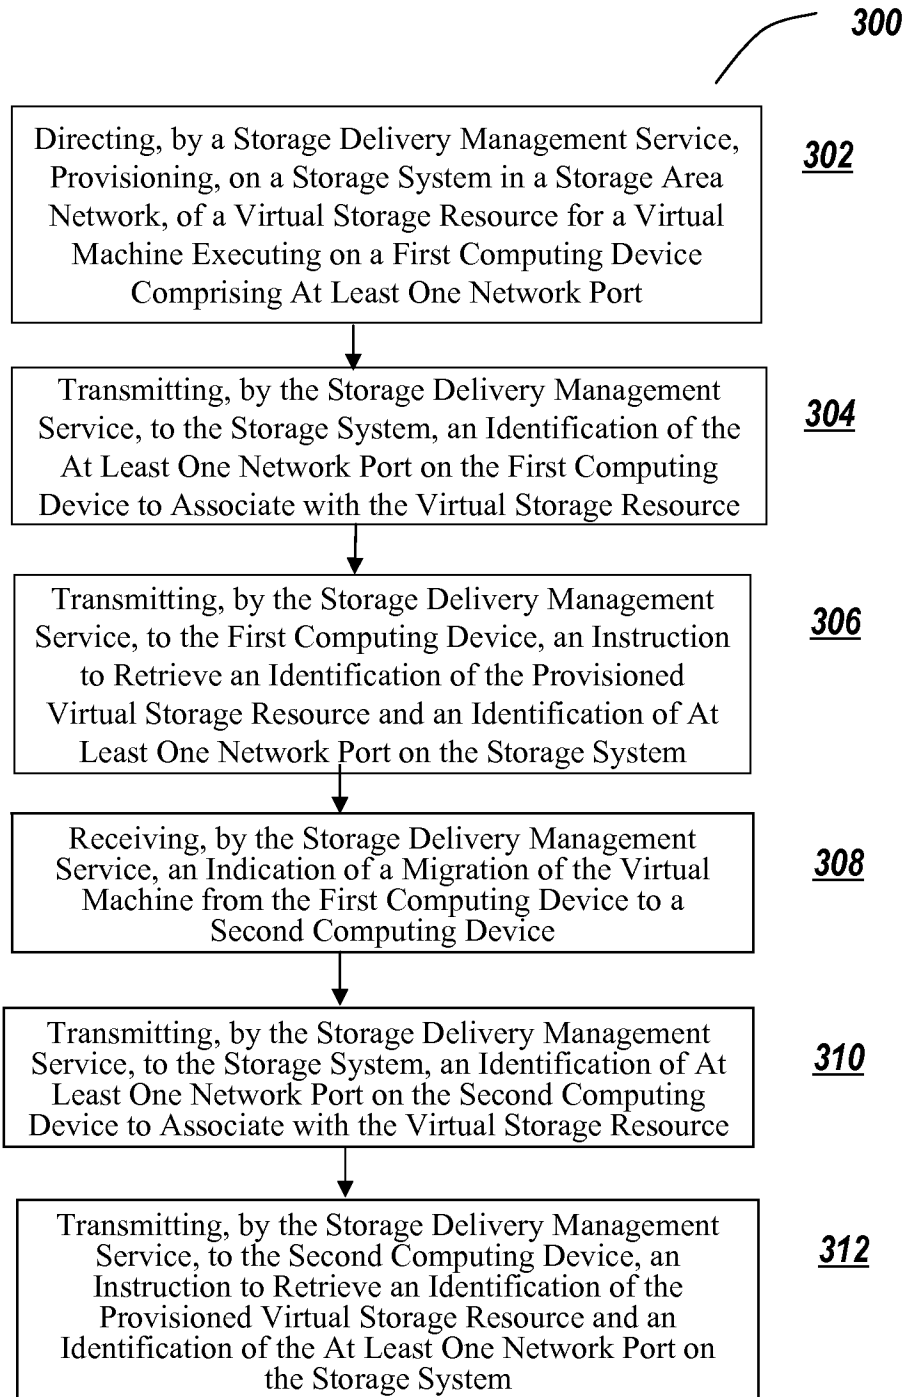 300
Directing, by a Storage Delivery Management Service,
Provisioning, on a Storage System in a Storage Area
Network, of a Virtual Storage Resource for a Virtual
Machine Executing on a First Computing Device
Comprising At Least One Network Port
302
Transmitting, by the Storage Delivery Management
Service, to the Storage System, an Identification of the
At Least One Network Port on the First Computing
Device to Associate with the Virtual Storage Resource
304
Transmitting, by the Storage Delivery Management
Service, to the First Computing Device, an Instruction
to Retrieve an Identification of the Provisioned
Virtual Storage Resource and an Identification of At
Least One Network Port on the Storage System
306
Receiving, by the Storage Delivery Management
Service, an Indication of a Migration of the Virtual
Machine from the First Computing Device to a
Second Computing Device
308
Transmitting, by the Storage Delivery Management
Service, to the Storage System, an Identification of At
Least One Network Port on the Second Computing
Device to Associate with the Virtual Storage Resource
310
Transmitting, by the Storage Delivery Management
Service, to the Second Computing Device, an
Instruction to Retrieve an Identification of the
Provisioned Virtual Storage Resource and an
Identification of the At Least One Network Port on
the Storage System
312